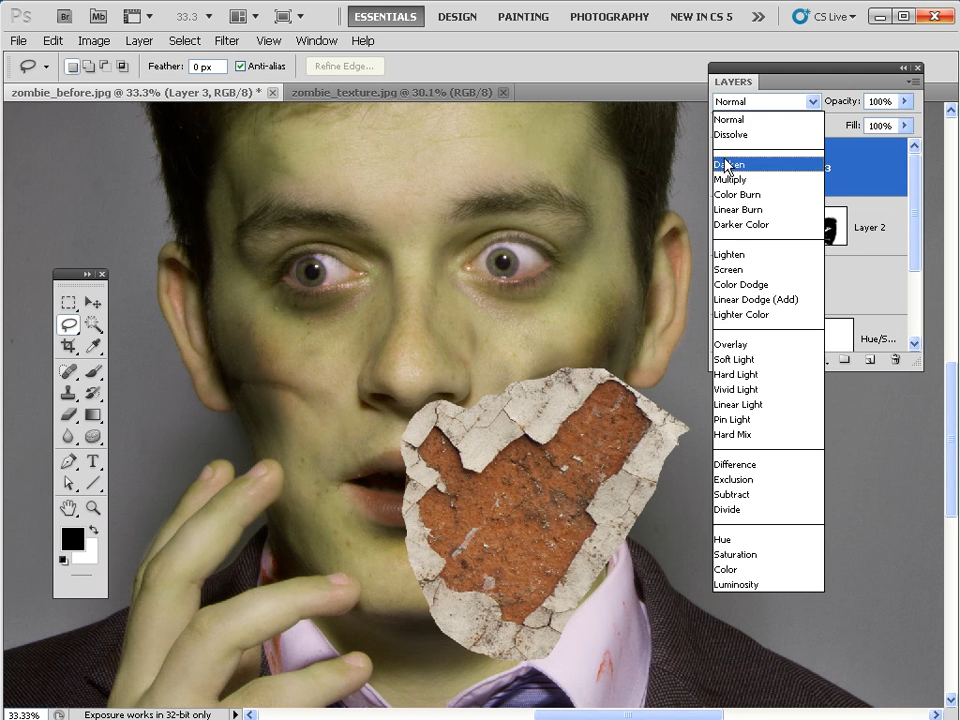 Ps Br Mb 33.3 ESSENTIALS DESIGN PAINTING PHOTOGRAPHY NEW IN CS 5 CS Live
File Edit Image Layer Select Filter View Window Help
Feather: 0 px Anti-alias Refine Edge...
zombie_before.jpg @ 33.3% (Layer 3, RGB/8) * zombie_texture.jpg @ 30.1% (RGB/8)
LAYERS
Normal Opacity: 100%
Fill: 100%
Normal
Dissolve
Darken
3
Multiply
Color Burn
Linear Burn
Darker Color
Layer 2
Lighten
Screen
Color Dodge
Linear Dodge (Add)
Lighter Color
Hue/S...
Overlay
Soft Light
Hard Light
Vivid Light
Linear Light
Pin Light
Hard Mix
Difference
Exclusion
Subtract
Divide
Hue
Saturation
Color
Luminosity
T
33.33% Exposure works in 32-bit only